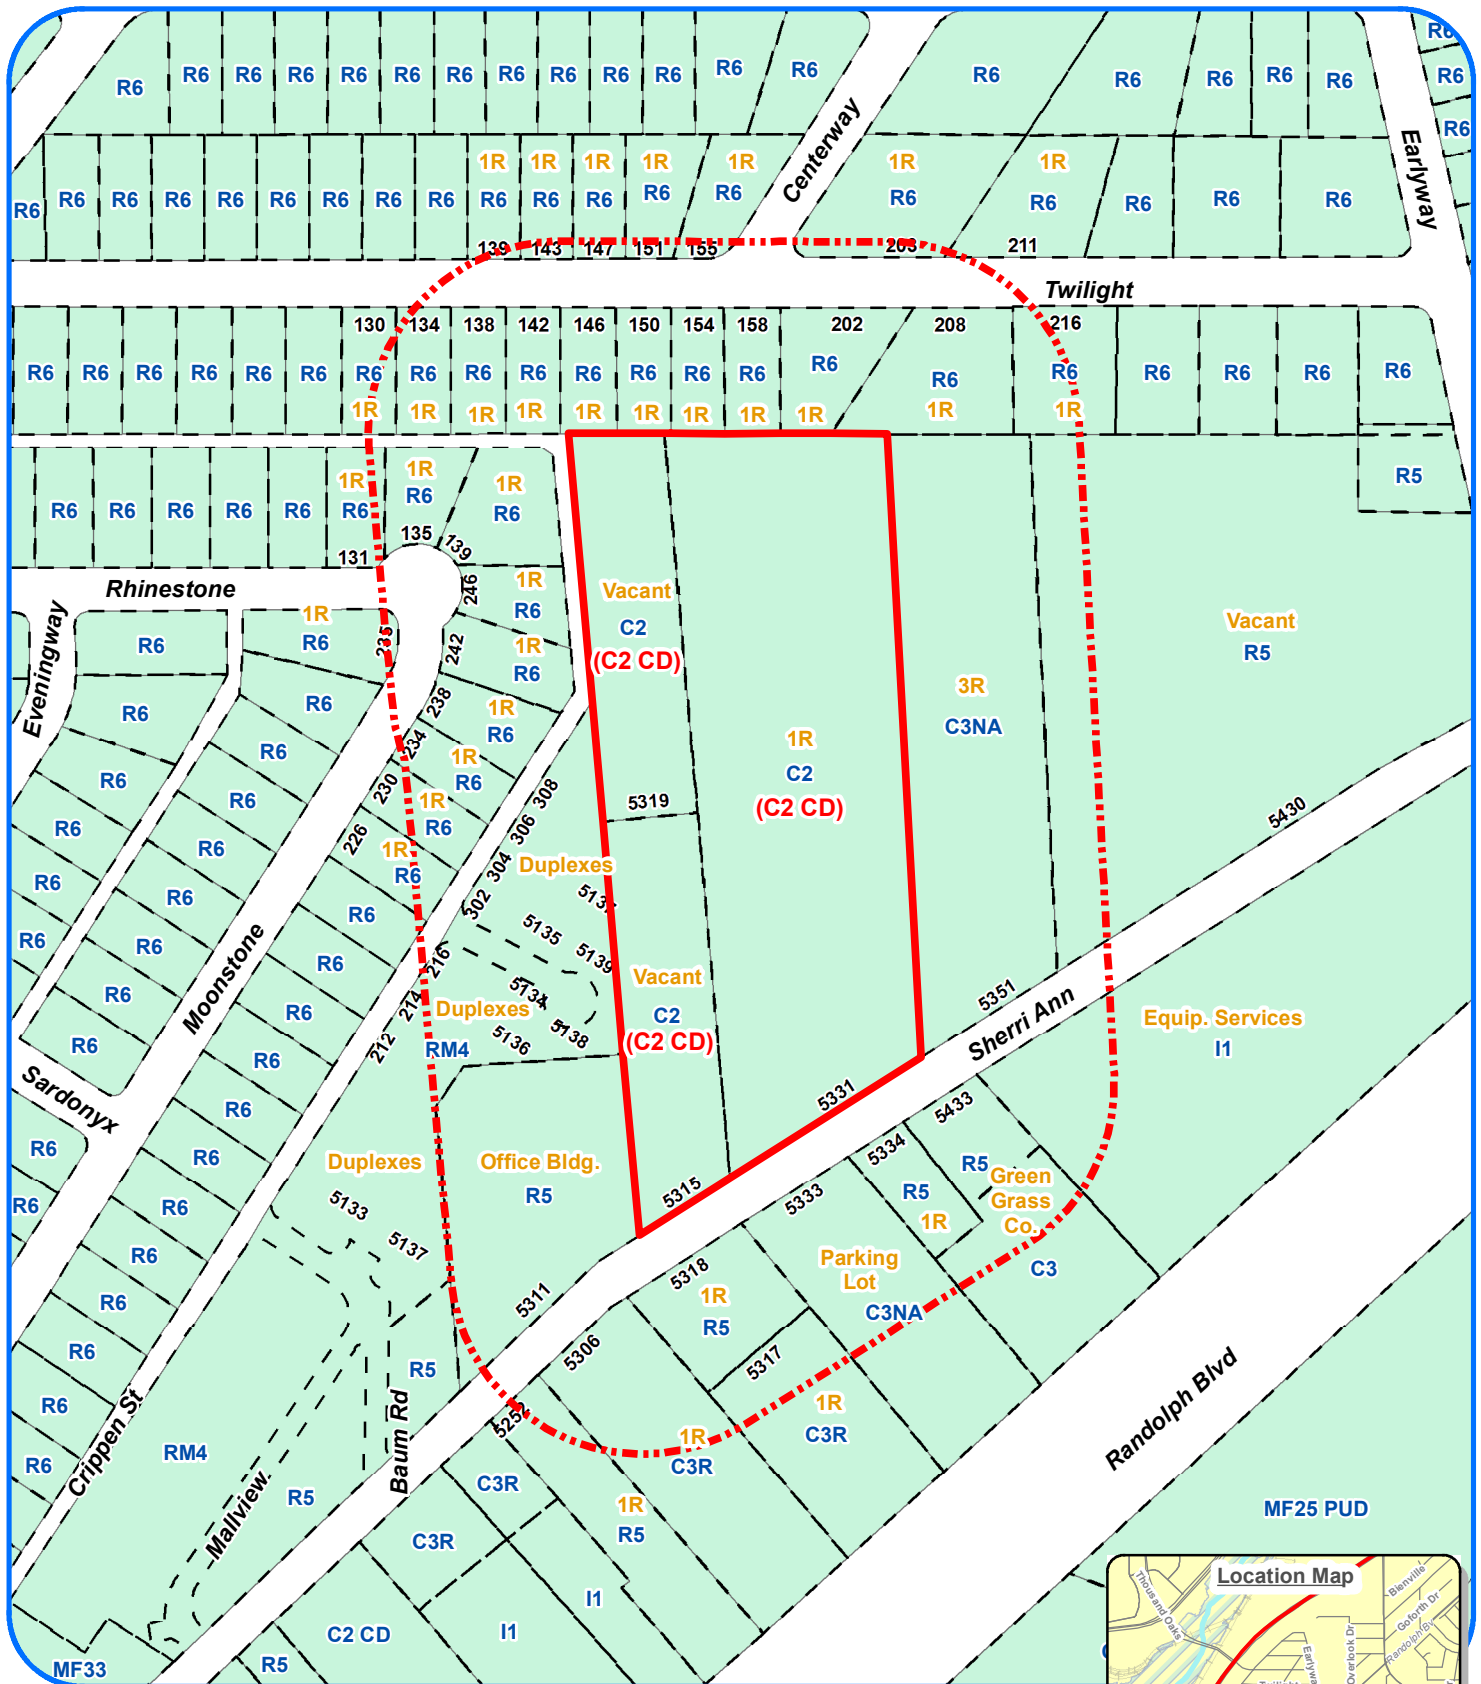 R6 R6 R6 R6 R6 R6 R6 R6 R6 R6 R6 R6 R6 R6 R6 R6 R6 R6 R6
R6
R6
Centerway
Earlyway
1R 1R 1R 1R 1R 1R 1R
R6 R6 R6 R6 R6 R6 R6 R6 R6 R6 R6 R6 R6 R6 R6 R6 R6 R6 R6
139 143 147 151 155 203 211
Twilight
130 134 138 142 146 150 154 158 202 208 216
R6 R6 R6 R6 R6 R6 R6 R6 R6 R6 R6 R6 R6 R6 R6 R6 R6 R6 R6 R6 R6
1R 1R 1R 1R 1R 1R 1R 1R 1R 1R 1R
1R 1R 1R
R6 R6 R6 R6 R6 R6 R6 R6
R5
131 135 139
Rhinestone
246
1R
R6
Vacant
C2
(C2 CD)
Vacant
R5
Eveningway
R6
1R
R6
235
242
1R
R6
R6
R6
238
1R
R6
3R
C3NA
R6
R6
234
1R
R6
1R
C2
(C2 CD)
R6
R6
230
1R
R6
308
5319
5430
R6
R6
226
1R
R6
306
304
Duplexes
302
5137
R6
R6
R6
R6
R6
R6
5135
5139
216
Vacant
C2
(C2 CD)
R6
Moonstone
R6
214
Duplexes
5134
5136
5138
RM4
5351
Sherri Ann
Equip. Services
I1
R6
R6
212
Sardonyx
R6
5331
5433
R6
R6
Duplexes
Office Bldg.
R5
5334
R5
Green
Grass
Co.
R6
R6
5133
5315
5333
R5
1R
R6
5137
5318
1R
R5
Parking
Lot
C3NA
C3
R6
5311
R6
5306
5317
R5
1R
C3R
Randolph Blvd
R6
Crippen St
Baum Rd
5252
1R
C3R
R6
RM4
C3R
R5
Mallview
1R
R5
MF25 PUD
C3R
I1
C2 CD
I1
R5
MF33
Location Map
Thousand Oaks
Bienville
Goforth Dr
Overlook Dr